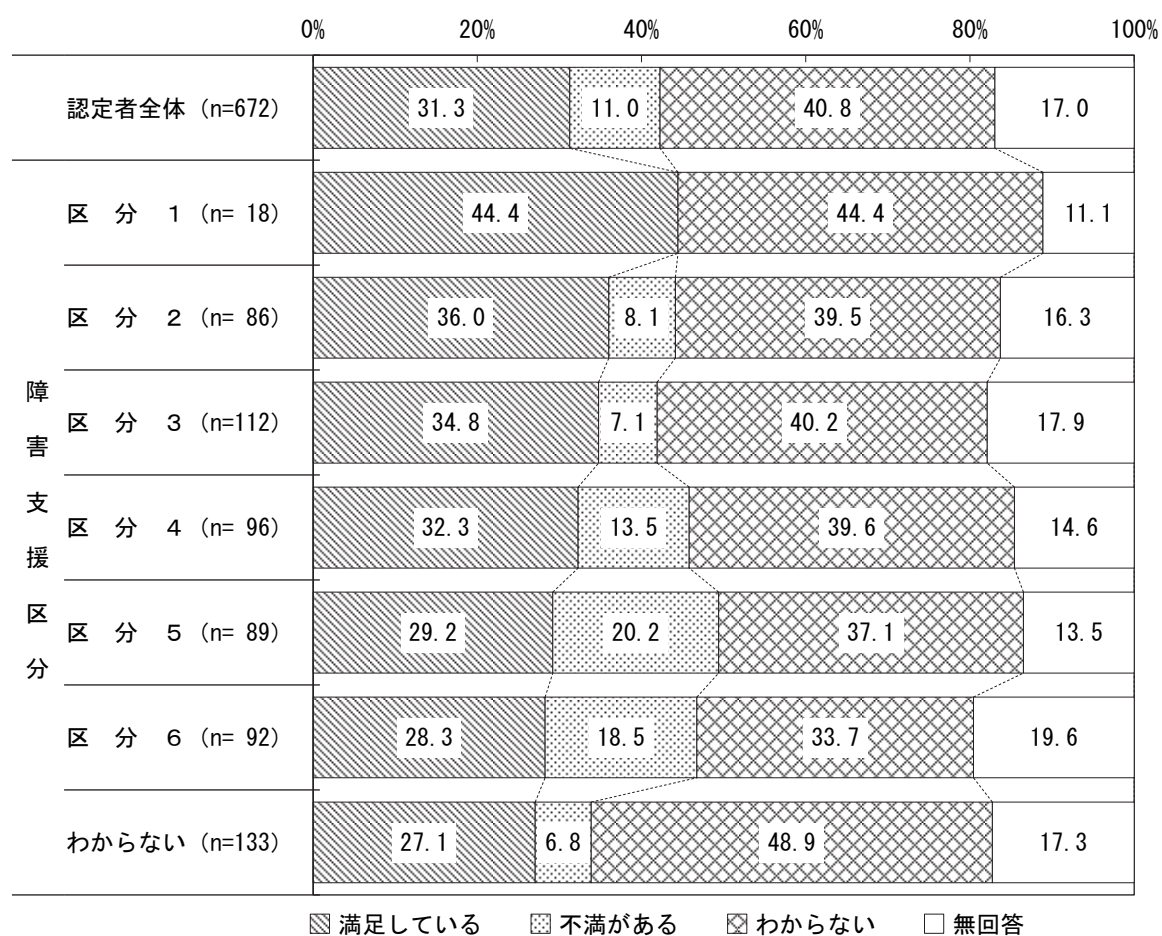 0% 20% 40% 60% 80% 100%
認定者全体 (n=672) 31.3 11.0 40.8 17.0
障害支援区分
区 分 1 (n= 18) 44.4 44.4 11.1
区 分 2 (n= 86) 36.0 8.1 39.5 16.3
区 分 3 (n=112) 34.8 7.1 40.2 17.9
区 分 4 (n= 96) 32.3 13.5 39.6 14.6
区 分 5 (n= 89) 29.2 20.2 37.1 13.5
区 分 6 (n= 92) 28.3 18.5 33.7 19.6
わからない (n=133) 27.1 6.8 48.9 17.3
満足している 不満がある わからない 無回答